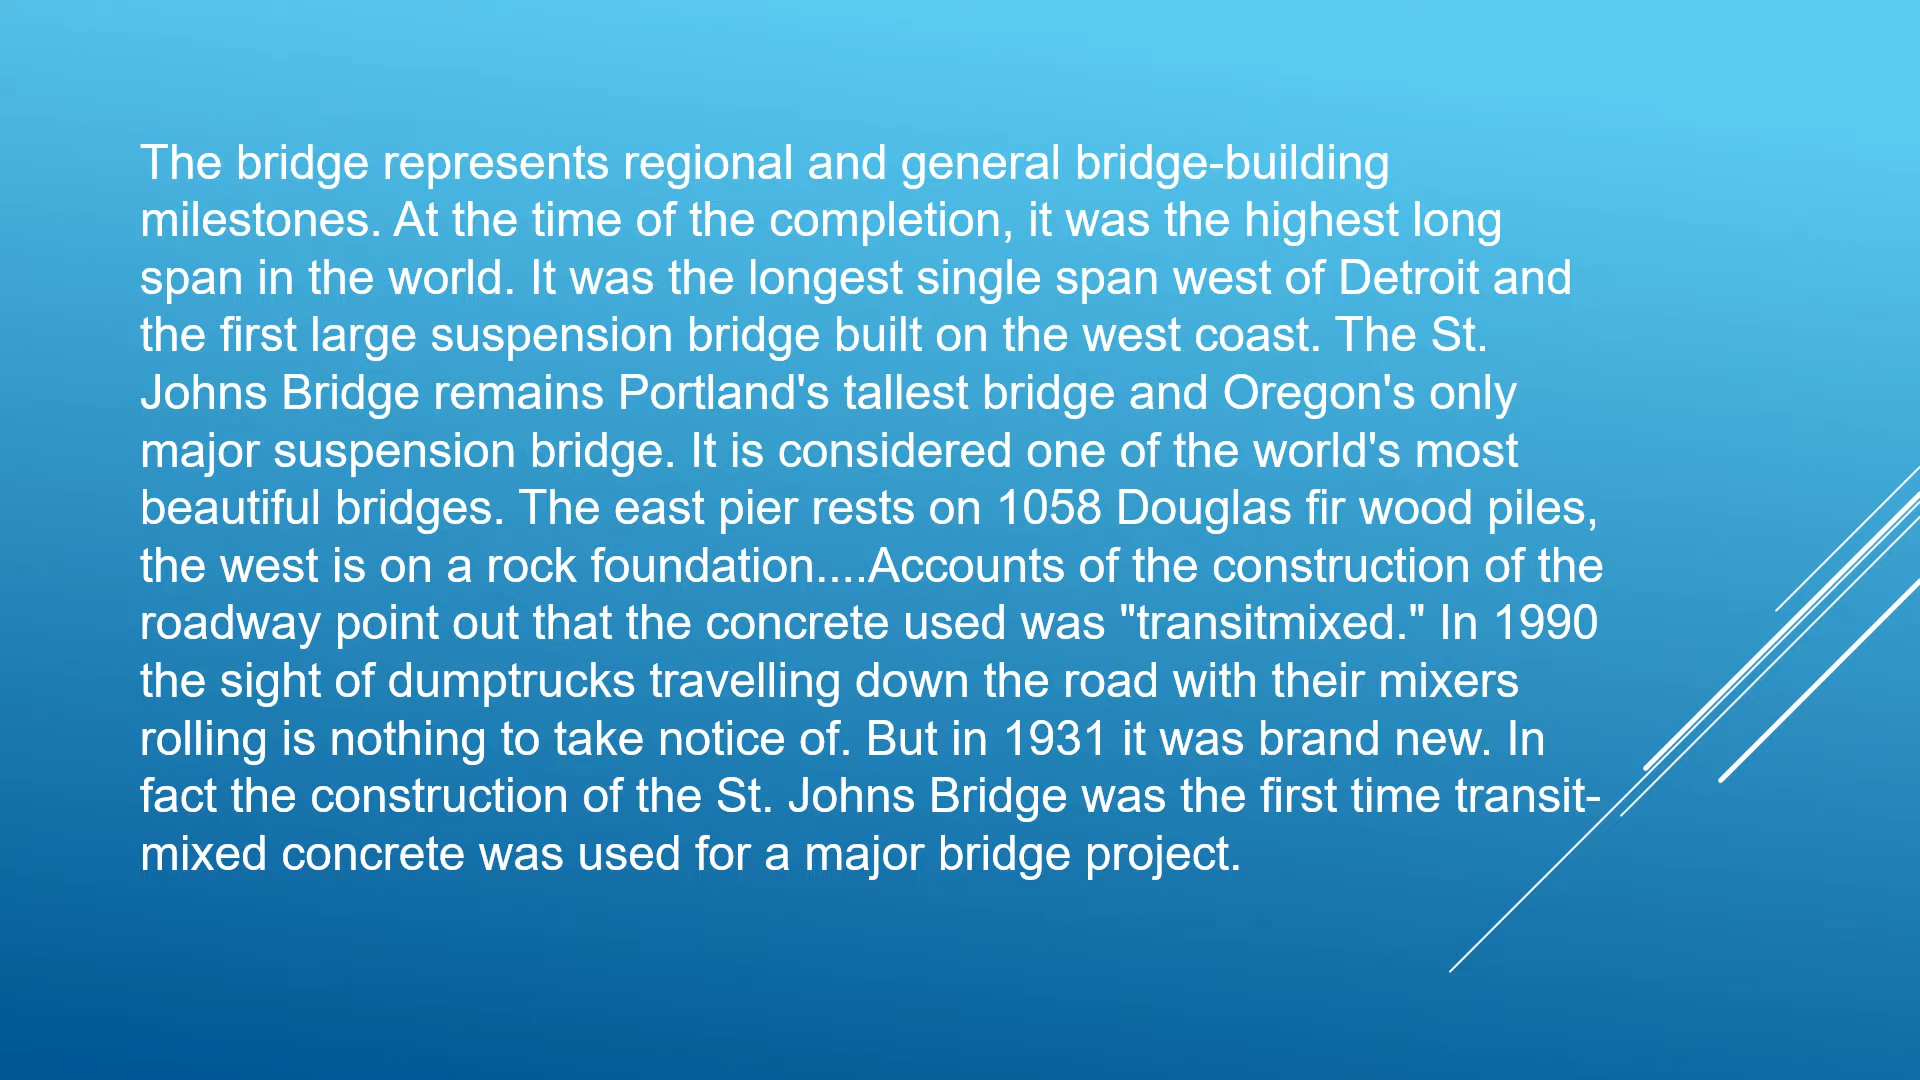 The bridge represents regional and general bridge-building
milestones. At the time of the completion, it was the highest long
span in the world. It was the longest single span west of Detroit and
the first large suspension bridge built on the west coast. The St.
Johns Bridge remains Portland's tallest bridge and Oregon's only
major suspension bridge. It is considered one of the world's most
beautiful bridges. The east pier rests on 1058 Douglas fir wood piles,
the west is on a rock foundation....Accounts of the construction of the
roadway point out that the concrete used was "transitmixed." In 1990
the sight of dumptrucks travelling down the road with their mixers
rolling is nothing to take notice of. But in 1931 it was brand new. In
fact the construction of the St. Johns Bridge was the first time transit-
mixed concrete was used for a major bridge project.